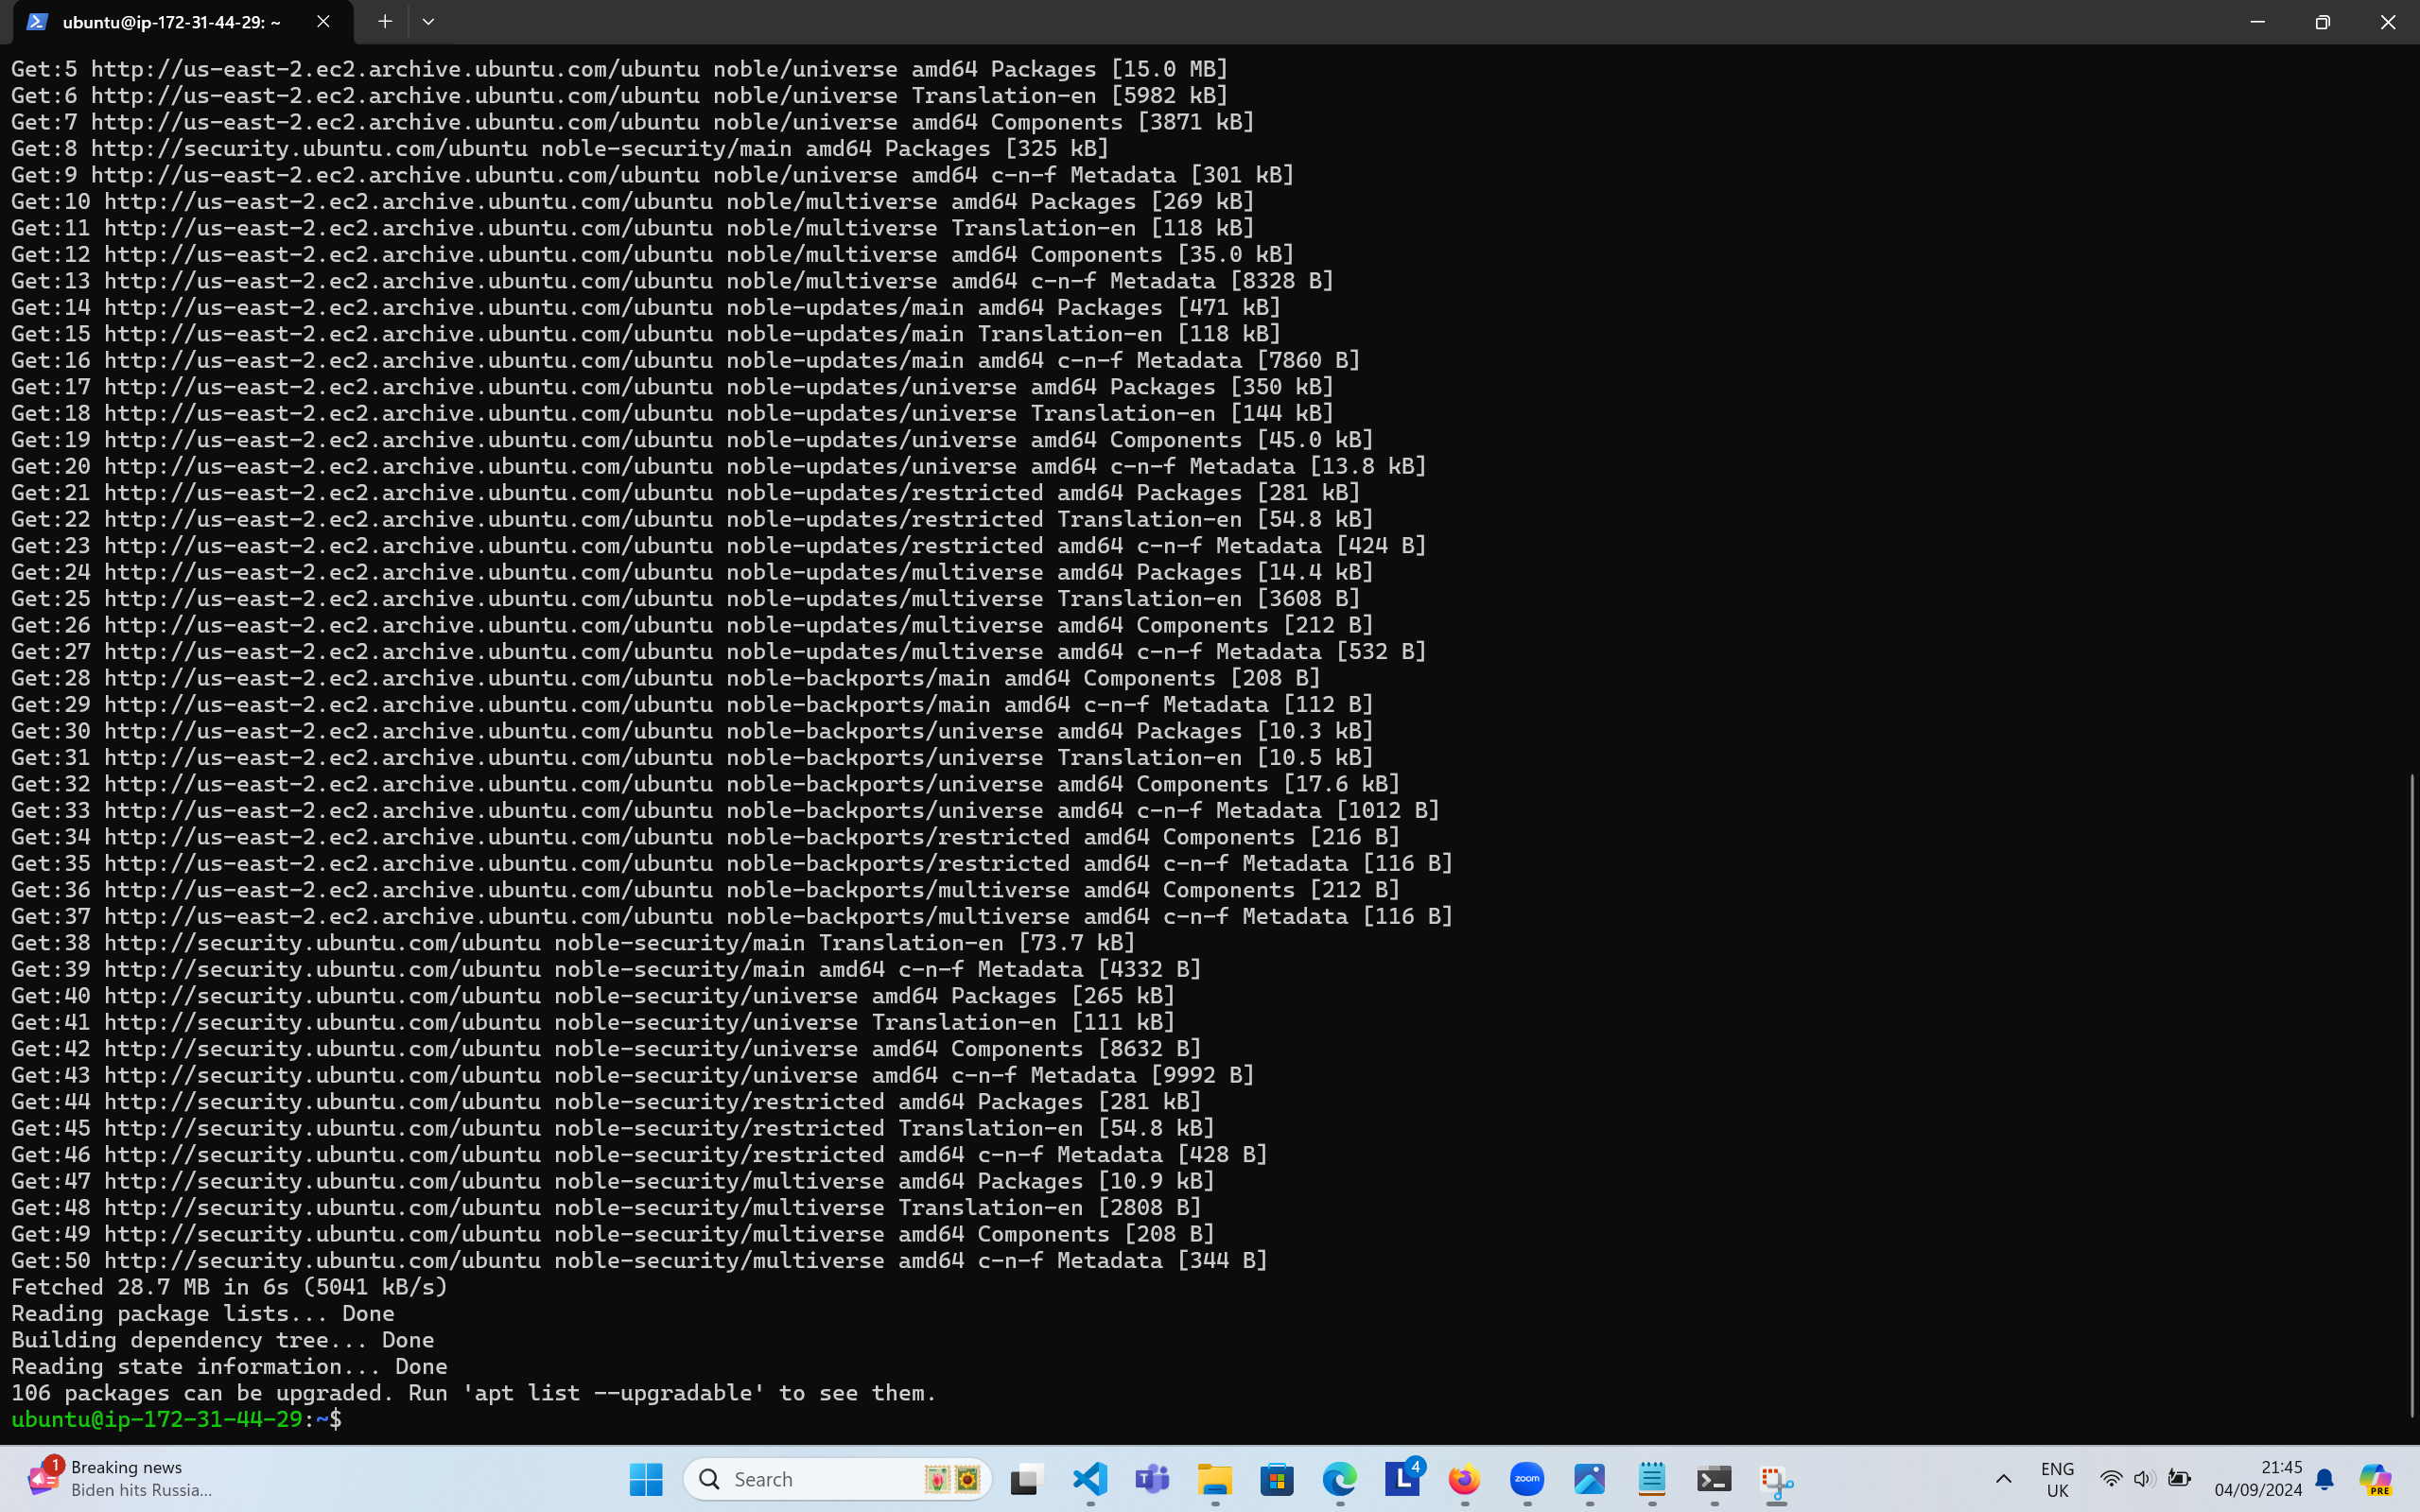 ubuntu@ip-172-31-44-29: ~
Get:5 http://us-east-2.ec2.archive.ubuntu.com/ubuntu noble/universe amd64 Packages [15.0 MB]
Get:6 http://us-east-2.ec2.archive.ubuntu.com/ubuntu noble/universe Translation-en [5982 kB]
Get:7 http://us-east-2.ec2.archive.ubuntu.com/ubuntu noble/universe amd64 Components [3871 kB]
Get:8 http://security.ubuntu.com/ubuntu noble-security/main amd64 Packages [325 kB]
Get:9 http://us-east-2.ec2.archive.ubuntu.com/ubuntu noble/universe amd64 c-n-f Metadata [301 kB]
Get:10 http://us-east-2.ec2.archive.ubuntu.com/ubuntu noble/multiverse amd64 Packages [269 kB]
Get:11 http://us-east-2.ec2.archive.ubuntu.com/ubuntu noble/multiverse Translation-en [118 kB]
Get:12 http://us-east-2.ec2.archive.ubuntu.com/ubuntu noble/multiverse amd64 Components [35.0 kB]
Get:13 http://us-east-2.ec2.archive.ubuntu.com/ubuntu noble/multiverse amd64 c-n-f Metadata [8328 B]
Get:14 http://us-east-2.ec2.archive.ubuntu.com/ubuntu noble-updates/main amd64 Packages [471 kB]
Get:15 http://us-east-2.ec2.archive.ubuntu.com/ubuntu noble-updates/main Translation-en [118 kB]
Get:16 http://us-east-2.ec2.archive.ubuntu.com/ubuntu noble-updates/main amd64 c-n-f Metadata [7860 B]
Get:17 http://us-east-2.ec2.archive.ubuntu.com/ubuntu noble-updates/universe amd64 Packages [350 kB]
Get:18 http://us-east-2.ec2.archive.ubuntu.com/ubuntu noble-updates/universe Translation-en [144 kB]
Get:19 http://us-east-2.ec2.archive.ubuntu.com/ubuntu noble-updates/universe amd64 Components [45.0 kB]
Get:20 http://us-east-2.ec2.archive.ubuntu.com/ubuntu noble-updates/universe amd64 c-n-f Metadata [13.8 kB]
Get:21 http://us-east-2.ec2.archive.ubuntu.com/ubuntu noble-updates/restricted amd64 Packages [281 kB]
Get:22 http://us-east-2.ec2.archive.ubuntu.com/ubuntu noble-updates/restricted Translation-en [54.8 kB]
Get:23 http://us-east-2.ec2.archive.ubuntu.com/ubuntu noble-updates/restricted amd64 c-n-f Metadata [424 B]
Get:24 http://us-east-2.ec2.archive.ubuntu.com/ubuntu noble-updates/multiverse amd64 Packages [14.4 kB]
Get:25 http://us-east-2.ec2.archive.ubuntu.com/ubuntu noble-updates/multiverse Translation-en [3608 B]
Get:26 http://us-east-2.ec2.archive.ubuntu.com/ubuntu noble-updates/multiverse amd64 Components [212 B]
Get:27 http://us-east-2.ec2.archive.ubuntu.com/ubuntu noble-updates/multiverse amd64 c-n-f Metadata [532 B]
Get:28 http://us-east-2.ec2.archive.ubuntu.com/ubuntu noble-backports/main amd64 Components [208 B]
Get:29 http://us-east-2.ec2.archive.ubuntu.com/ubuntu noble-backports/main amd64 c-n-f Metadata [112 B]
Get:30 http://us-east-2.ec2.archive.ubuntu.com/ubuntu noble-backports/universe amd64 Packages [10.3 kB]
Get:31 http://us-east-2.ec2.archive.ubuntu.com/ubuntu noble-backports/universe Translation-en [10.5 kB]
Get:32 http://us-east-2.ec2.archive.ubuntu.com/ubuntu noble-backports/universe amd64 Components [17.6 kB]
Get:33 http://us-east-2.ec2.archive.ubuntu.com/ubuntu noble-backports/universe amd64 c-n-f Metadata [1012 B]
Get:34 http://us-east-2.ec2.archive.ubuntu.com/ubuntu noble-backports/restricted amd64 Components [216 B]
Get:35 http://us-east-2.ec2.archive.ubuntu.com/ubuntu noble-backports/restricted amd64 c-n-f Metadata [116 B]
Get:36 http://us-east-2.ec2.archive.ubuntu.com/ubuntu noble-backports/multiverse amd64 Components [212 B]
Get:37 http://us-east-2.ec2.archive.ubuntu.com/ubuntu noble-backports/multiverse amd64 c-n-f Metadata [116 B]
Get:38 http://security.ubuntu.com/ubuntu noble-security/main Translation-en [73.7 kB]
Get:39 http://security.ubuntu.com/ubuntu noble-security/main amd64 c-n-f Metadata [4332 B]
Get:40 http://security.ubuntu.com/ubuntu noble-security/universe amd64 Packages [265 kB]
Get:41 http://security.ubuntu.com/ubuntu noble-security/universe Translation-en [111 kB]
Get:42 http://security.ubuntu.com/ubuntu noble-security/universe amd64 Components [8632 B]
Get:43 http://security.ubuntu.com/ubuntu noble-security/universe amd64 c-n-f Metadata [9992 B]
Get:44 http://security.ubuntu.com/ubuntu noble-security/restricted amd64 Packages [281 kB]
Get:45 http://security.ubuntu.com/ubuntu noble-security/restricted Translation-en [54.8 kB]
Get:46 http://security.ubuntu.com/ubuntu noble-security/restricted amd64 c-n-f Metadata [428 B]
Get:47 http://security.ubuntu.com/ubuntu noble-security/multiverse amd64 Packages [10.9 kB]
Get:48 http://security.ubuntu.com/ubuntu noble-security/multiverse Translation-en [2808 B]
Get:49 http://security.ubuntu.com/ubuntu noble-security/multiverse amd64 Components [208 B]
Get:50 http://security.ubuntu.com/ubuntu noble-security/multiverse amd64 c-n-f Metadata [344 B]
Fetched 28.7 MB in 6s (5041 kB/s)
Reading package lists... Done
Building dependency tree... Done
Reading state information... Done
106 packages can be upgraded. Run 'apt list --upgradable' to see them.
ubuntu@ip-172-31-44-29:~$
1
Breaking news
Biden hits Russia...
Search
4
zoom
ENG
UK
21:45
04/09/2024
PRE